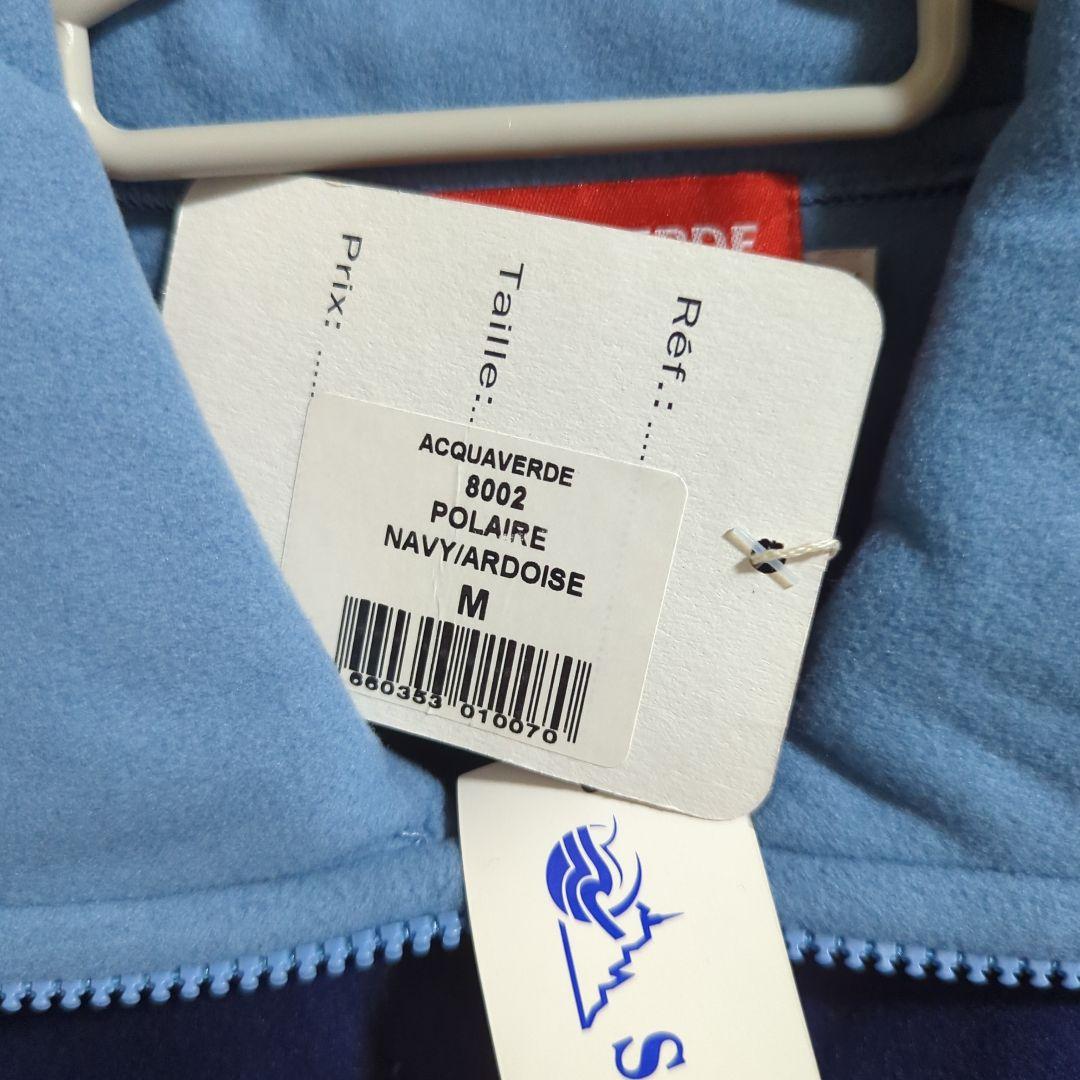 Prix: ......
Taille:...
Réf.: ......
ACQUAVERDE
8002
POLAIRE
NAVY/ARDOISE
M
660353 010070
S